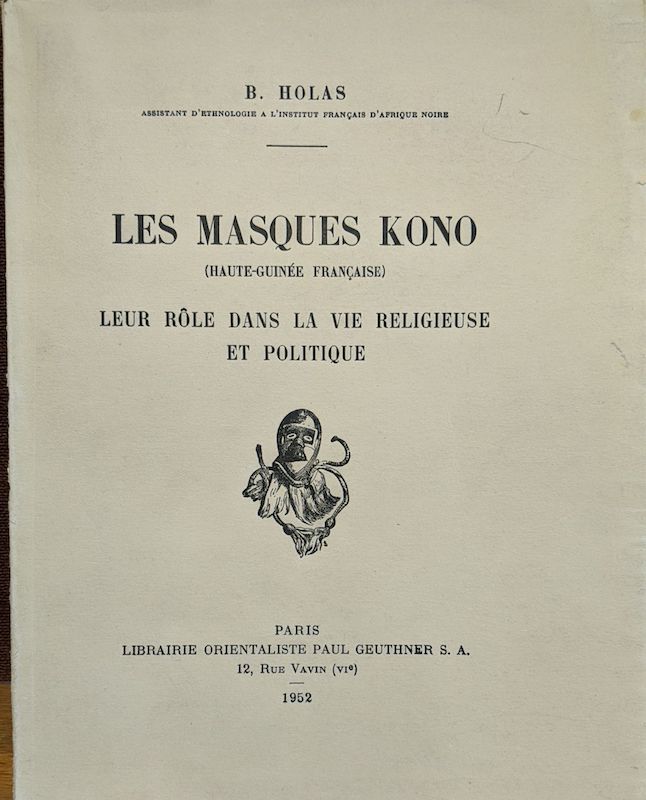 B. HOLAS
ASSISTANT D'ETHNOLOGIE A L'INSTITUT FRANÇAIS D'AFRIQUE NOIRE
LES MASQUES KONO
(HAUTE-GUINÉE FRANÇAISE)
LEUR RÔLE DANS LA VIE RELIGIEUSE
ET POLITIQUE
PARIS
LIBRAIRIE ORIENTALISTE PAUL GEUTHNER S. A.
12, RUE VAVIN (VIe)
1952